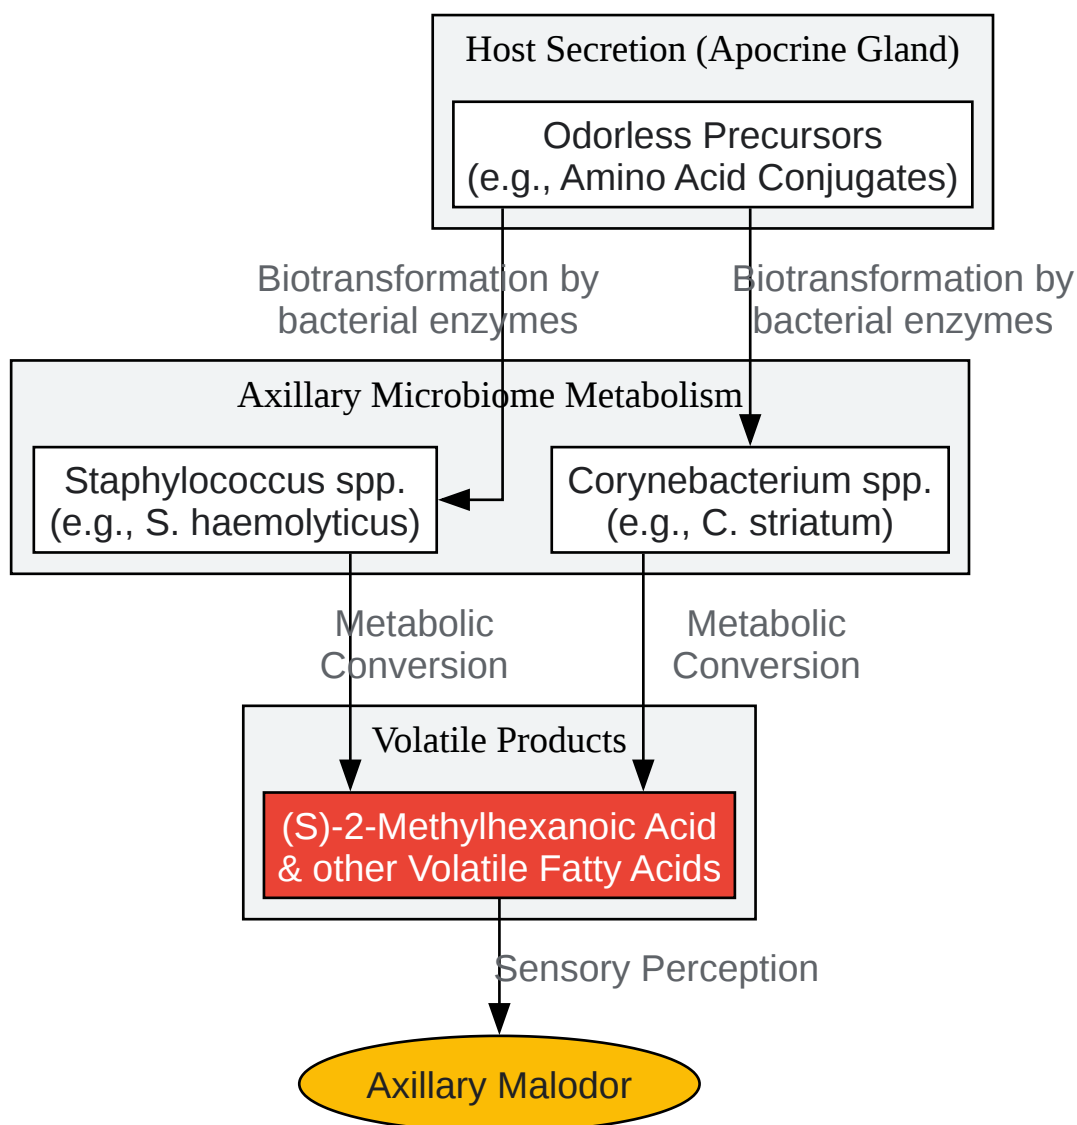 Host Secretion (Apocrine Gland)
Odorless Precursors
(e.g., Amino Acid Conjugates)
Biotransformation by
bacterial enzymes
Biotransformation by
bacterial enzymes
Axillary Microbiome Metabolism
Staphylococcus spp.
(e.g., S. haemolyticus)
Corynebacterium spp.
(e.g., C. striatum)
Metabolic
Conversion
Metabolic
Conversion
Volatile Products
(S)-2-Methylhexanoic Acid
& other Volatile Fatty Acids
Sensory Perception
Axillary Malodor